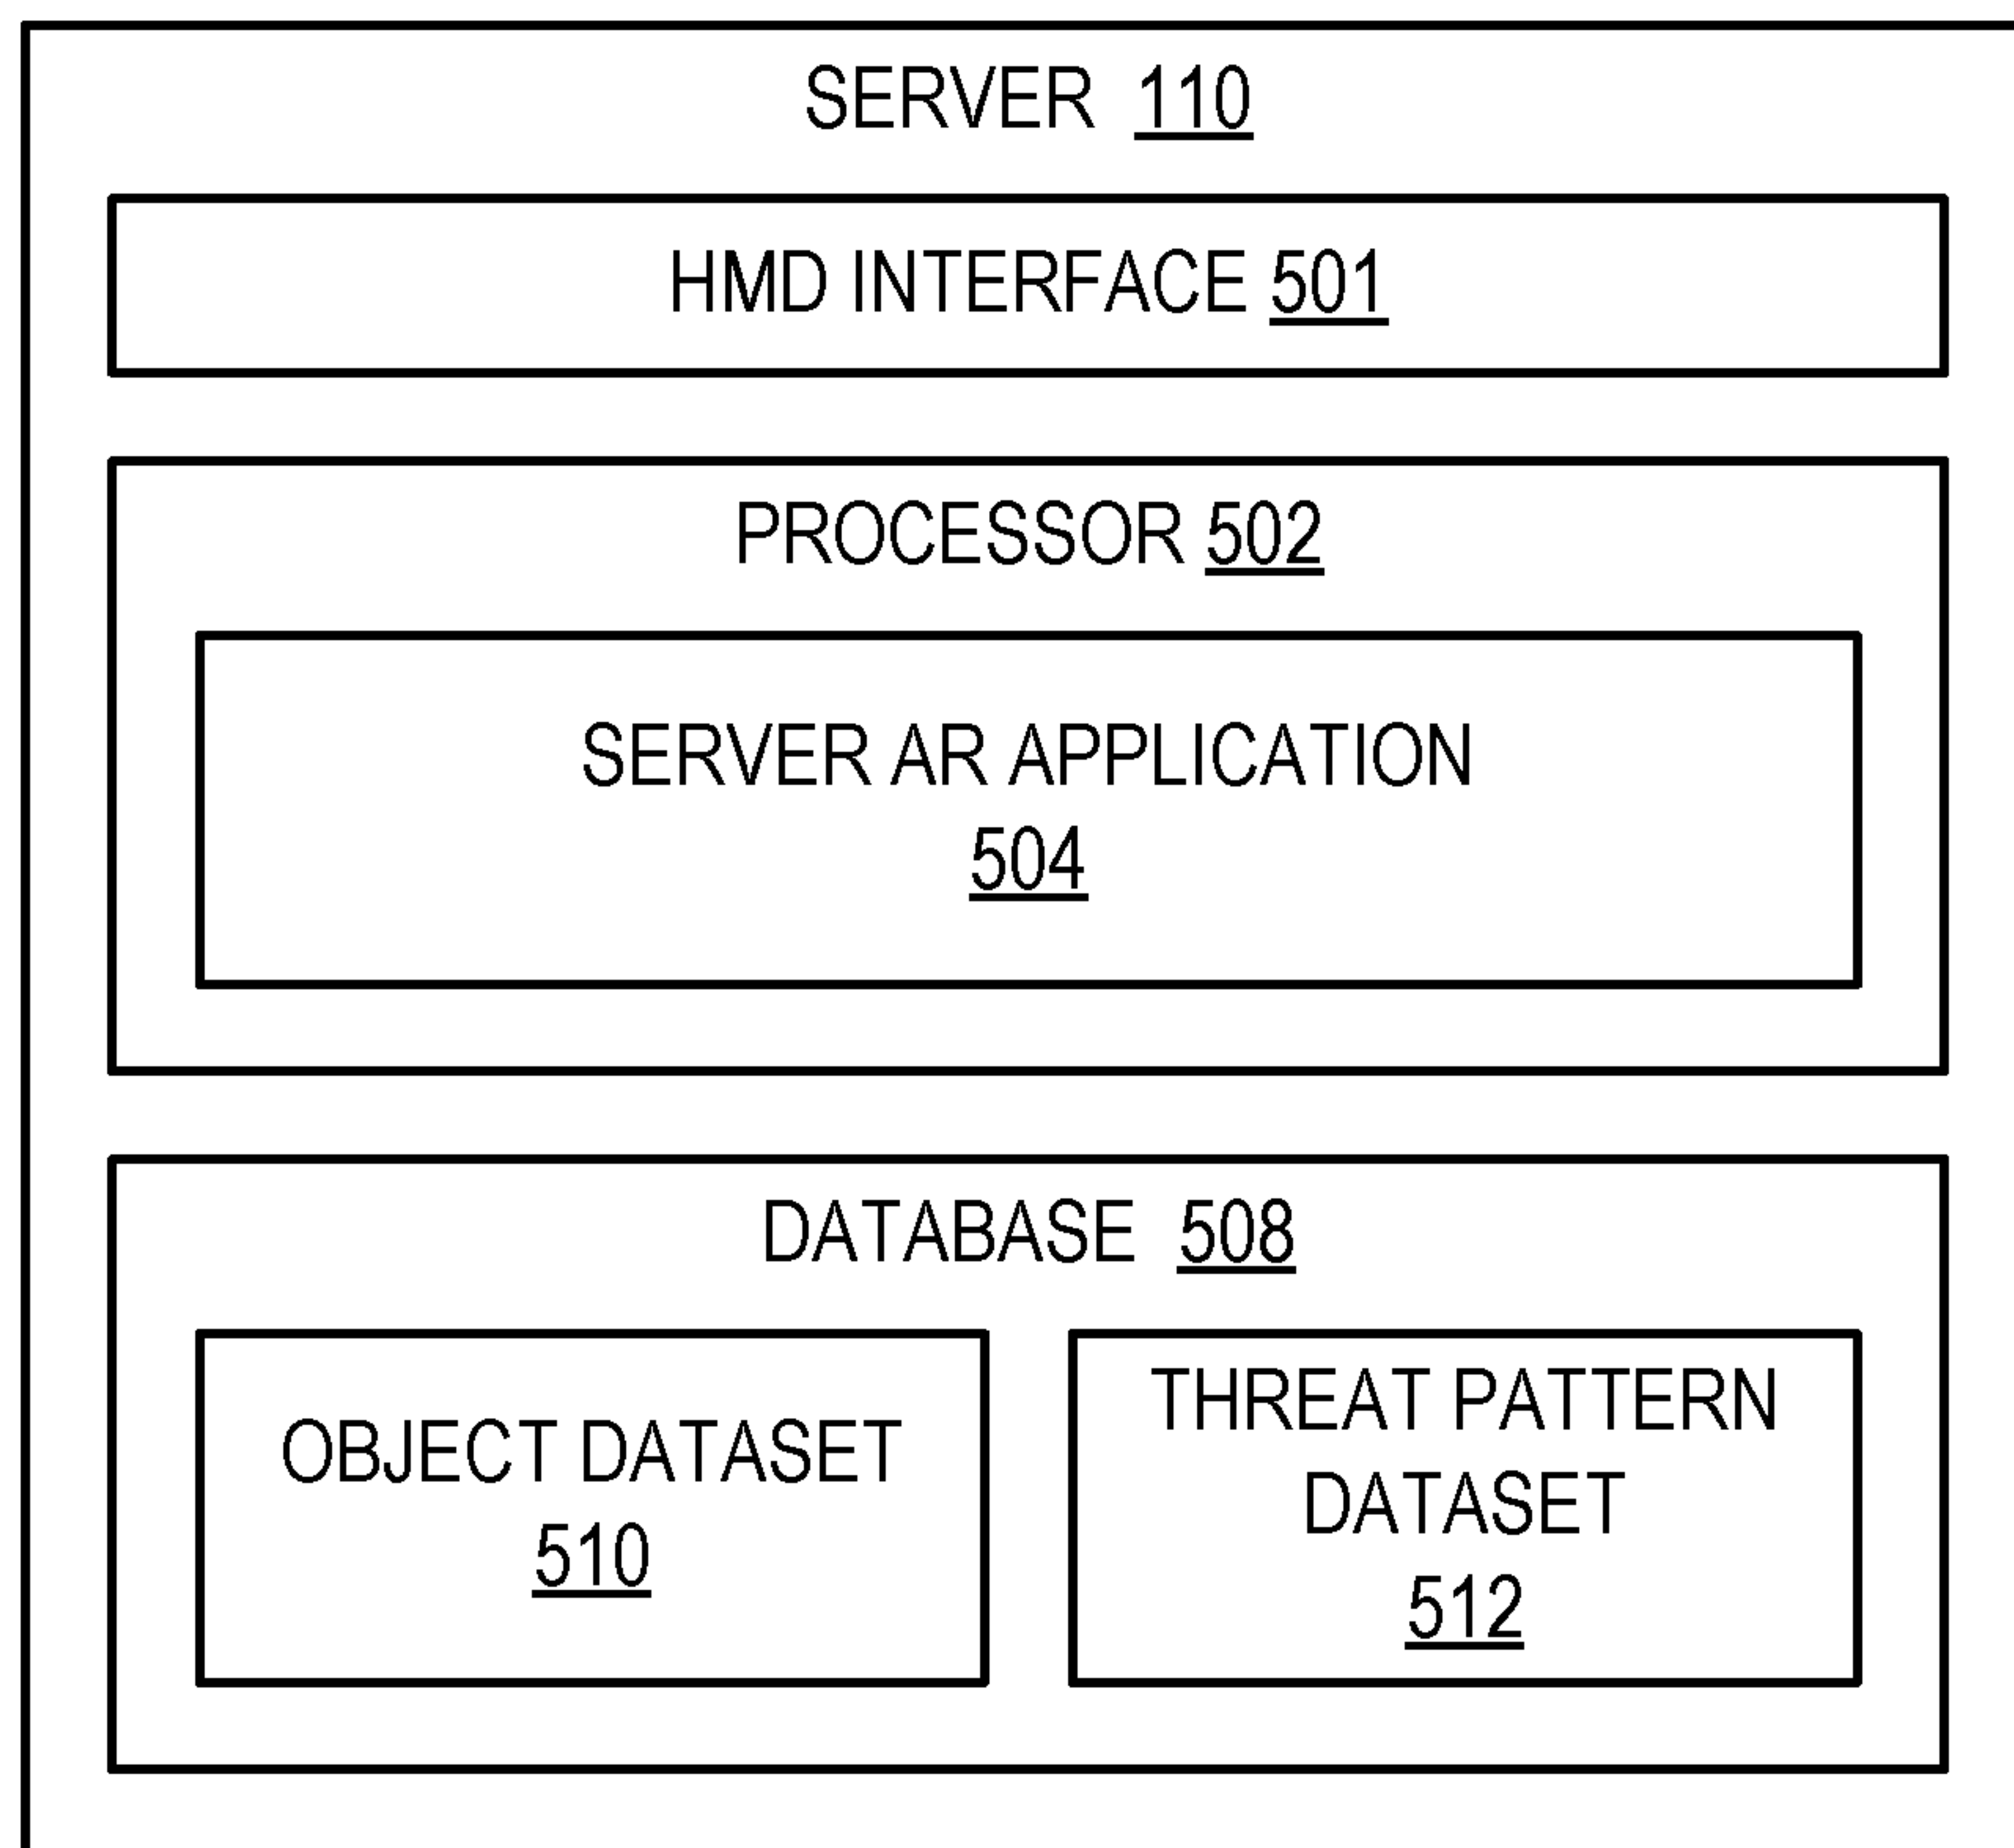 SERVER 110
HMD INTERFACE 501
PROCESSOR 502
SERVER AR APPLICATION
504
DATABASE 508
OBJECT DATASET
510
THREAT PATTERN
DATASET
512